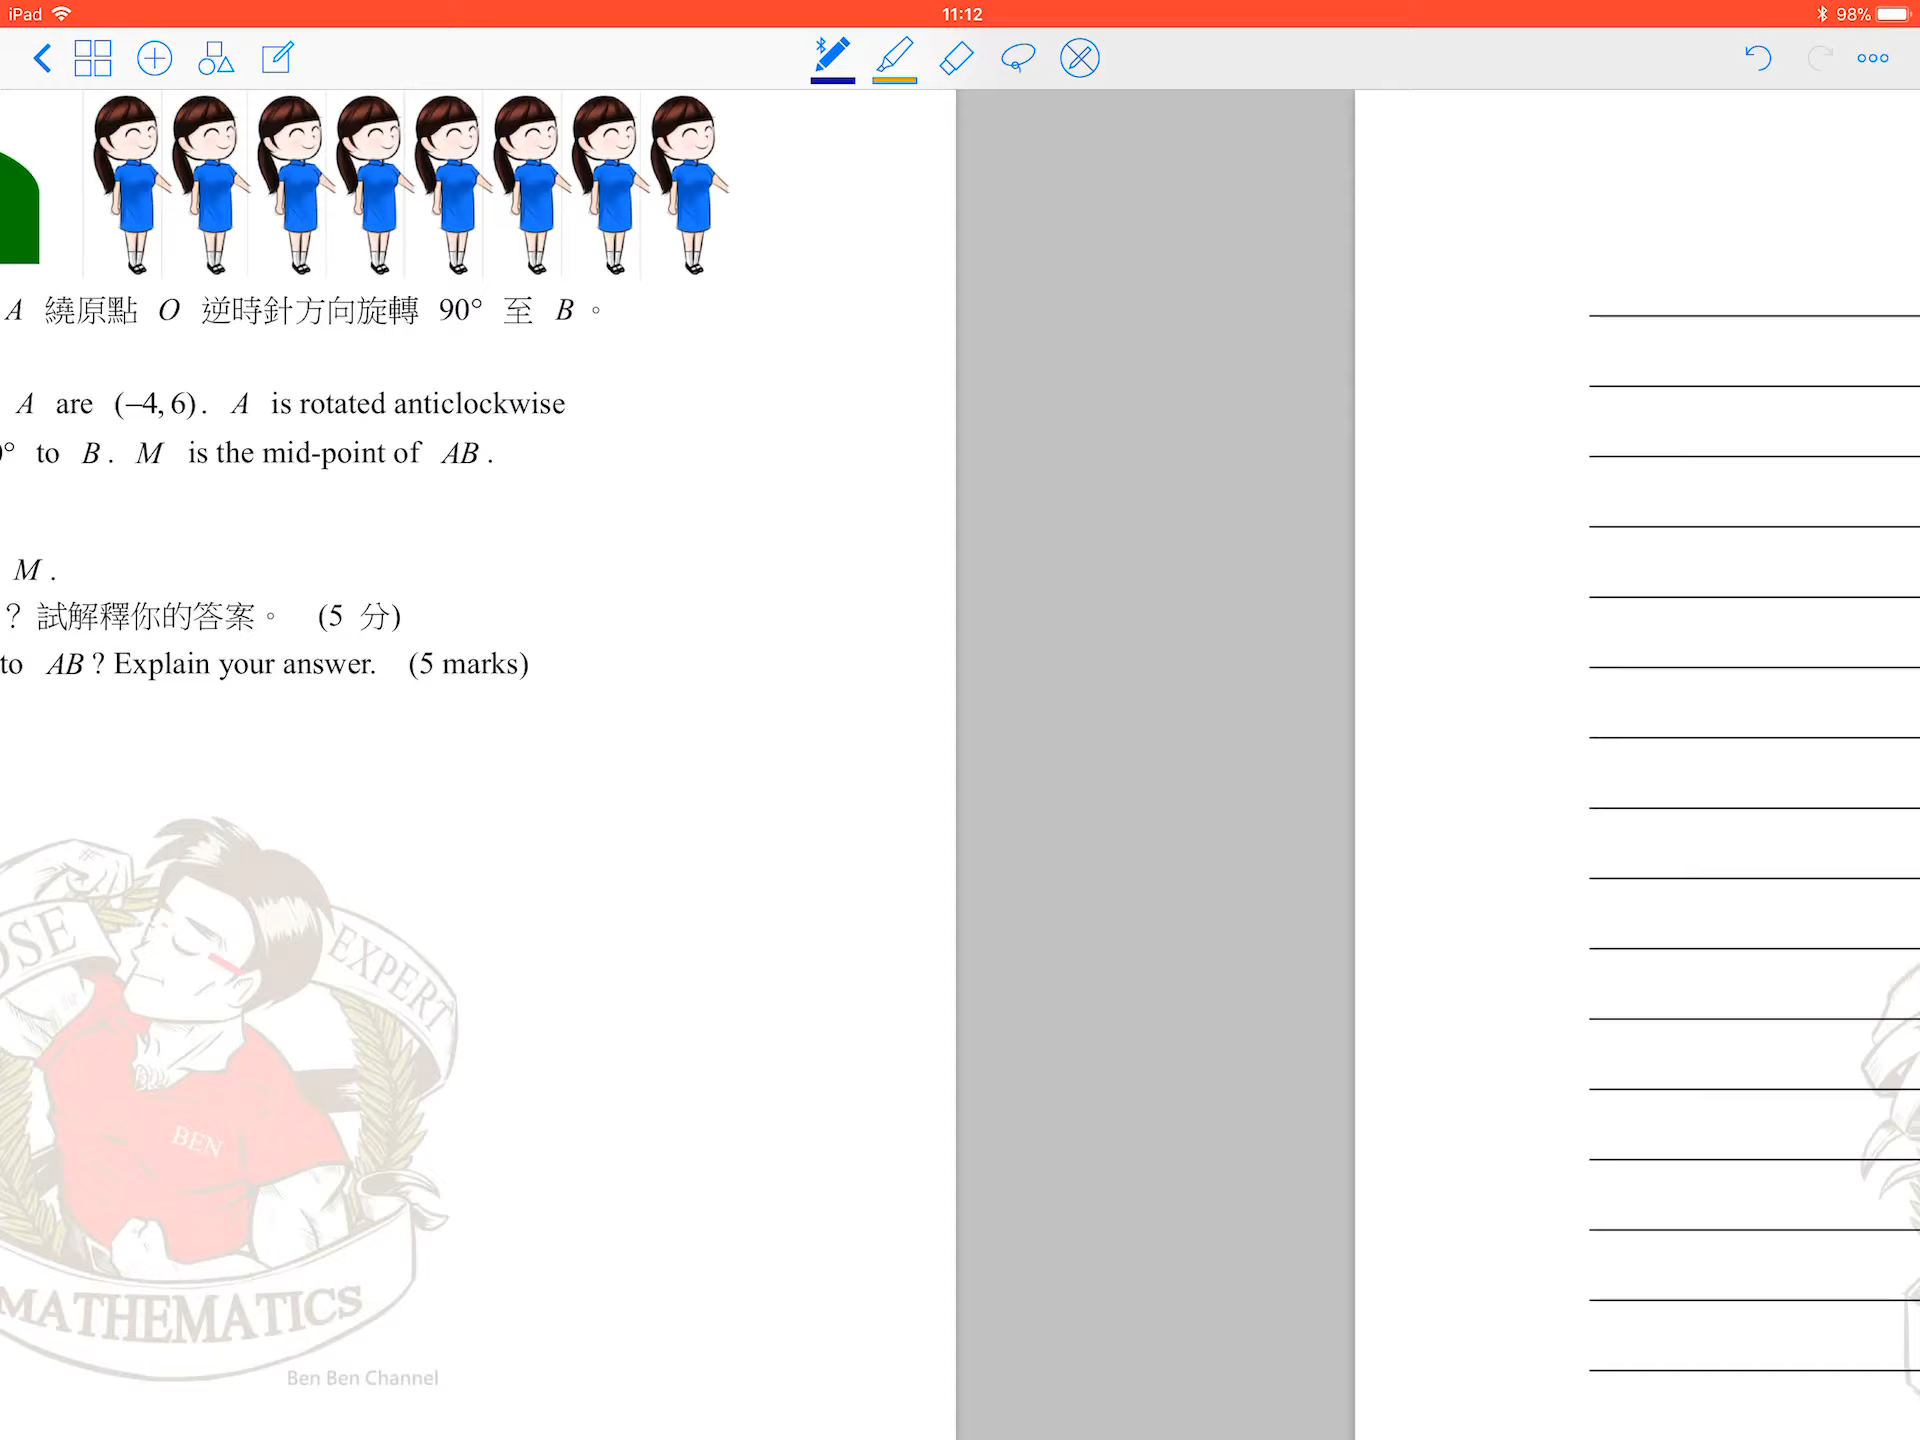 iPad 11:12 98%
A 繞原點 O 逆時針方向旋轉 90° 至 B 。
A are (−4, 6). A is rotated anticlockwise
° to B. M is the mid-point of AB.
M.
？試解釋你的答案。 (5 分)
to AB? Explain your answer. (5 marks)
EXPERT
BEN
MATHEMATICS
Ben Ben Channel